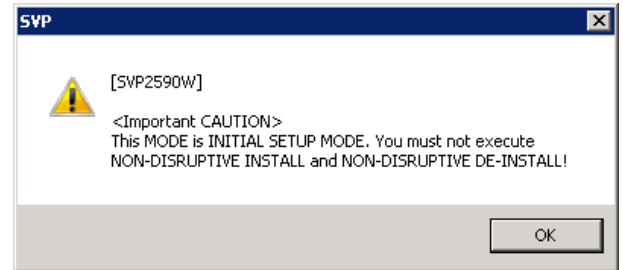 SVP
[SVP2590W]
<Important CAUTION>
This MODE is INITIAL SETUP MODE. You must not execute
NON-DISRUPTIVE INSTALL and NON-DISRUPTIVE DE-INSTALL!
OK